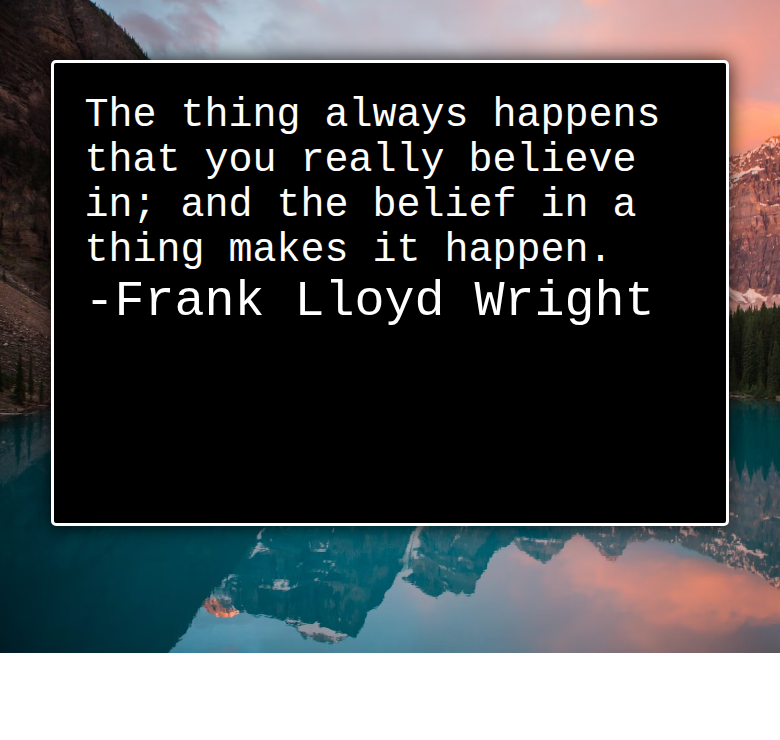 The thing always happens
that you really believe
in; and the belief in a
thing makes it happen.
-Frank Lloyd Wright